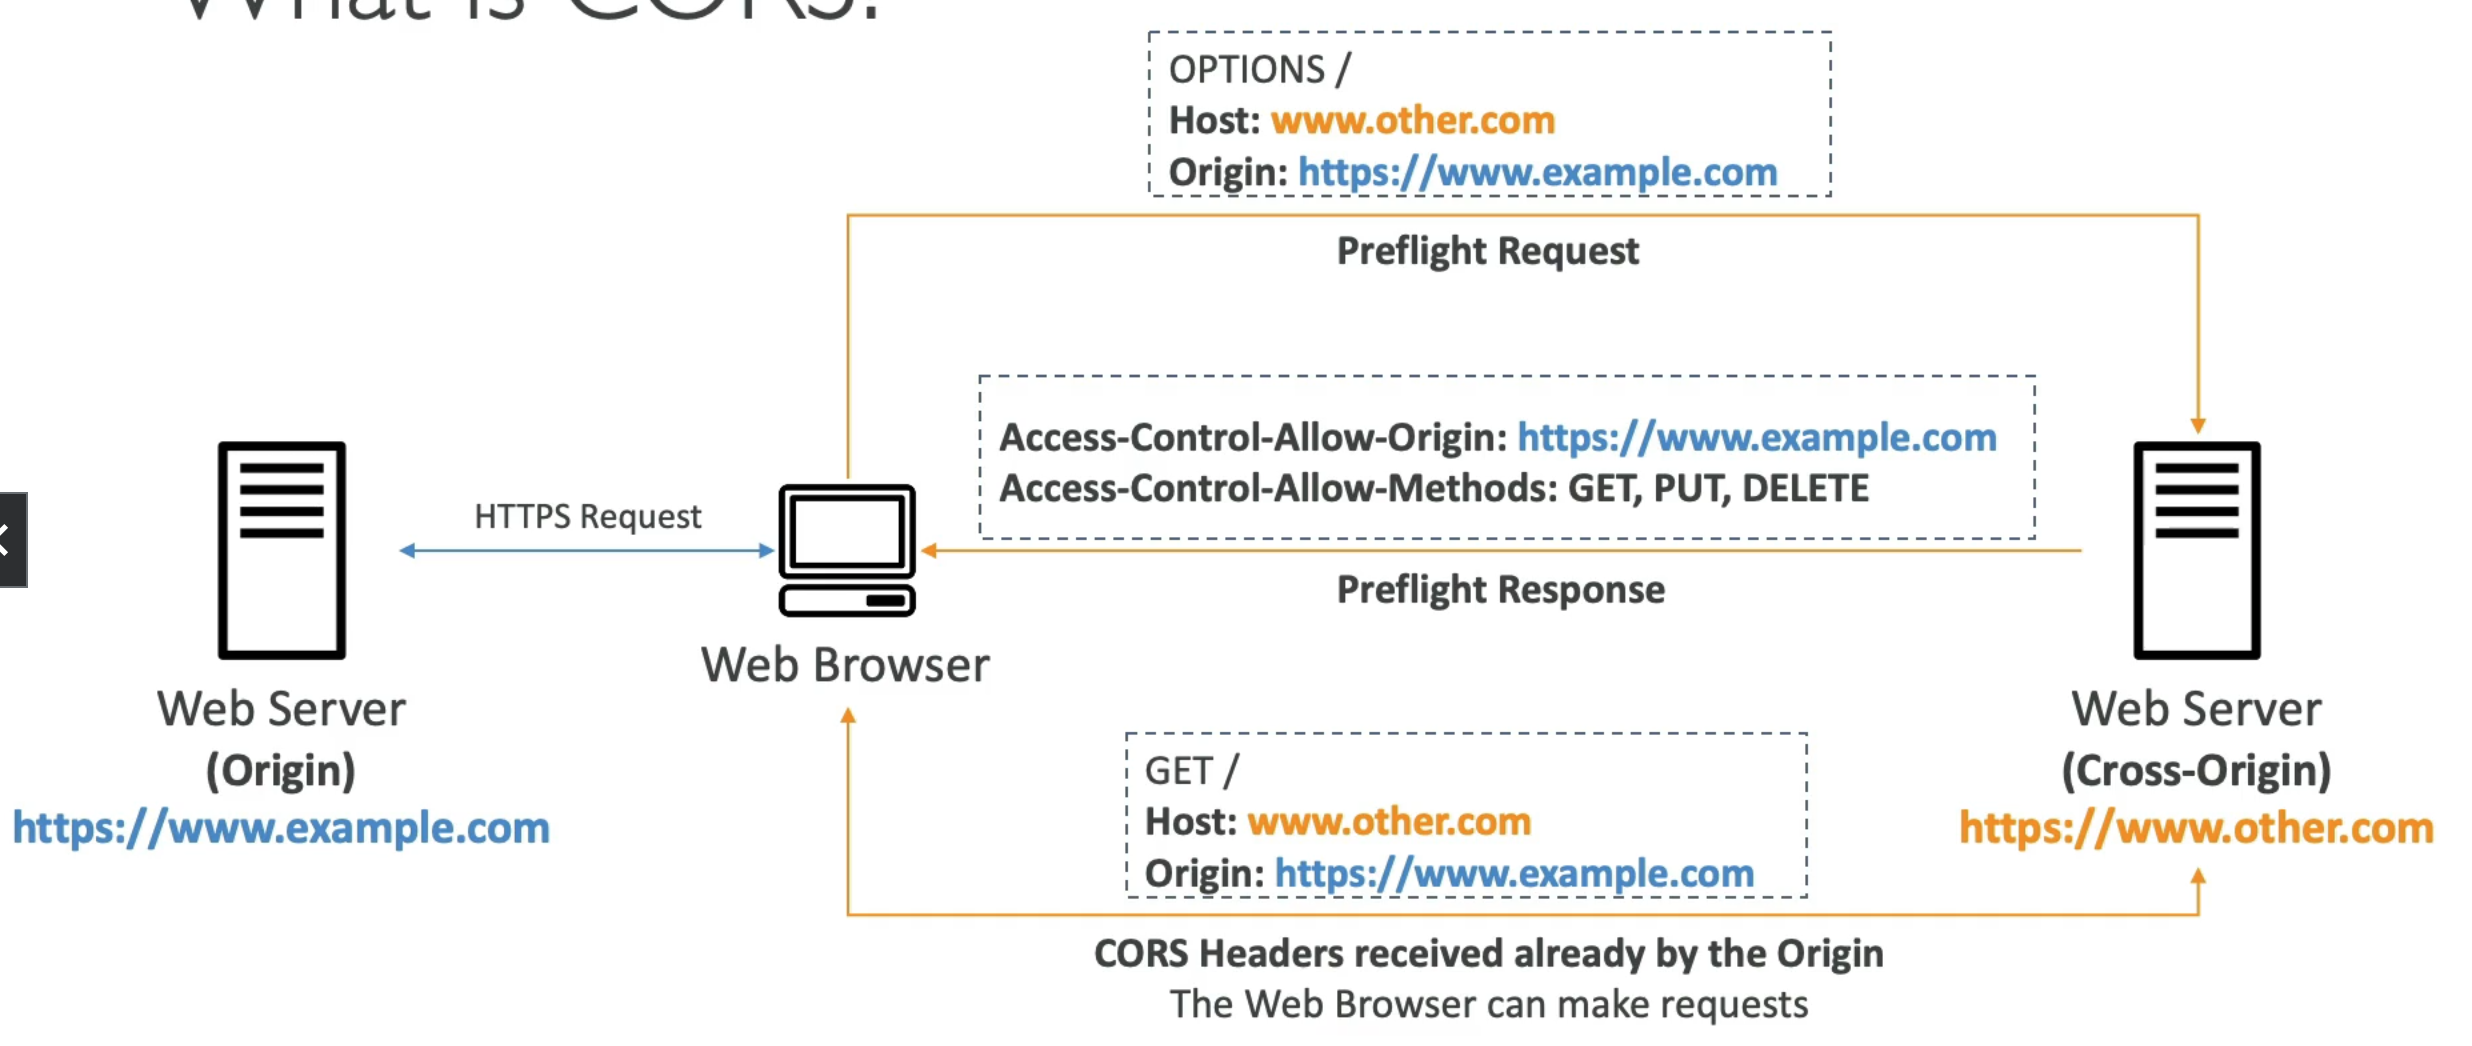 What is CORS?
OPTIONS /
Host: www.other.com
Origin: https://www.example.com
Preflight Request
Access-Control-Allow-Origin: https://www.example.com
Access-Control-Allow-Methods: GET, PUT, DELETE
HTTPS Request
Preflight Response
Web Browser
Web Server
(Origin)
https://www.example.com
Web Server
(Cross-Origin)
https://www.other.com
GET /
Host: www.other.com
Origin: https://www.example.com
CORS Headers received already by the Origin
The Web Browser can make requests